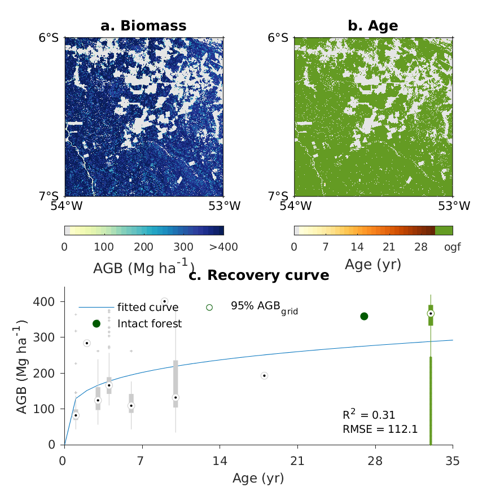 a. Biomass
b. Age
6°S
6°S
7°S
7°S
54°W
53°W
54°W
53°W
0 100 200 300 >400
0 7 14 21 28 ogf
AGB (Mg ha⁻¹)
Age (yr)
c. Recovery curve
fitted curve
95% AGB_grid
Intact forest
AGB (Mg ha⁻¹)
400
300
200
100
0
R² = 0.31
RMSE = 112.1
0 7 14 21 28 35
Age (yr)